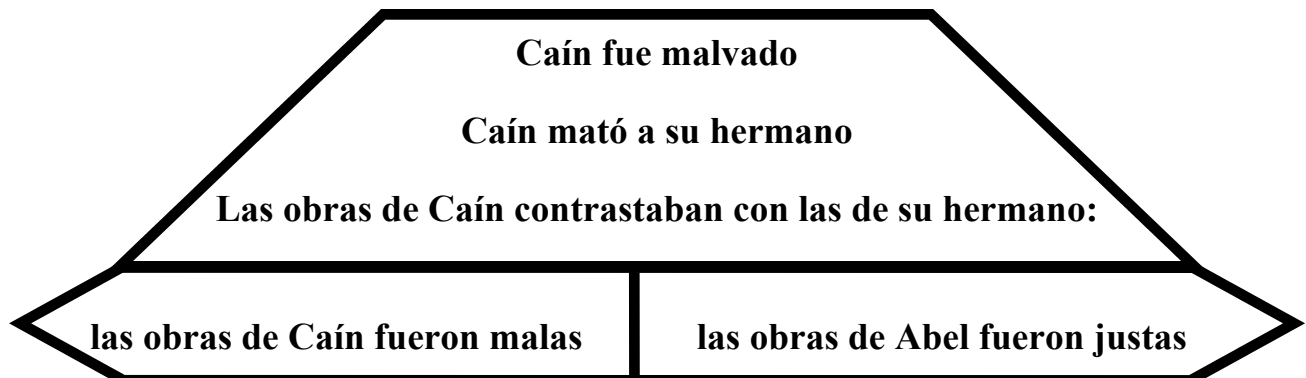 Caín fue malvado
Caín mató a su hermano
Las obras de Caín contrastaban con las de su hermano:
las obras de Caín fueron malas
las obras de Abel fueron justas